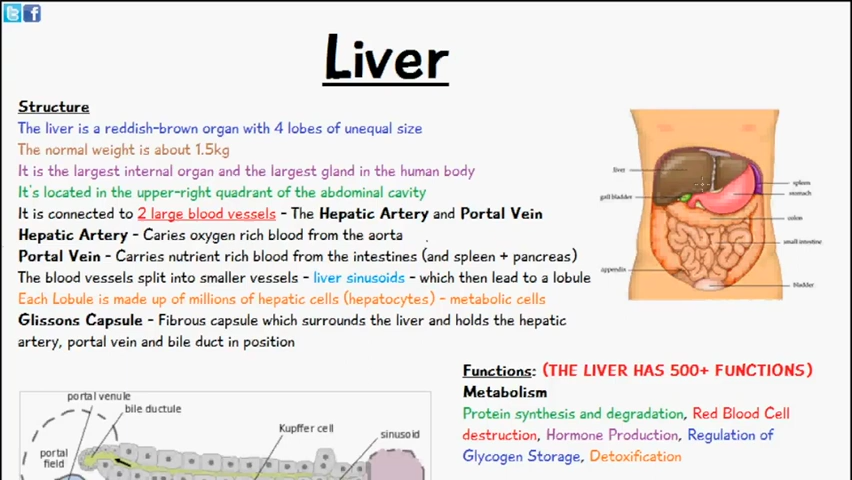 Liver
Structure
The liver is a reddish-brown organ with 4 lobes of unequal size
The normal weight is about 1.5kg
It is the largest internal organ and the largest gland in the human body
It's located in the upper-right quadrant of the abdominal cavity
It is connected to 2 large blood vessels - The Hepatic Artery and Portal Vein
Hepatic Artery - Caries oxygen rich blood from the aorta
Portal Vein - Carries nutrient rich blood from the intestines (and spleen + pancreas)
The blood vessels split into smaller vessels - liver sinusoids - which then lead to a lobule
Each Lobule is made up of millions of hepatic cells (hepatocytes) - metabolic cells
Glissons Capsule - Fibrous capsule which surrounds the liver and holds the hepatic
artery, portal vein and bile duct in position
liver
gall bladder
appendix
spleen
stomach
colon
small intestine
bladder
portal venule
bile ductule
Kupffer cell
sinusoid
portal
field
Functions: (THE LIVER HAS 500+ FUNCTIONS)
Metabolism
Protein synthesis and degradation, Red Blood Cell
destruction, Hormone Production, Regulation of
Glycogen Storage, Detoxification